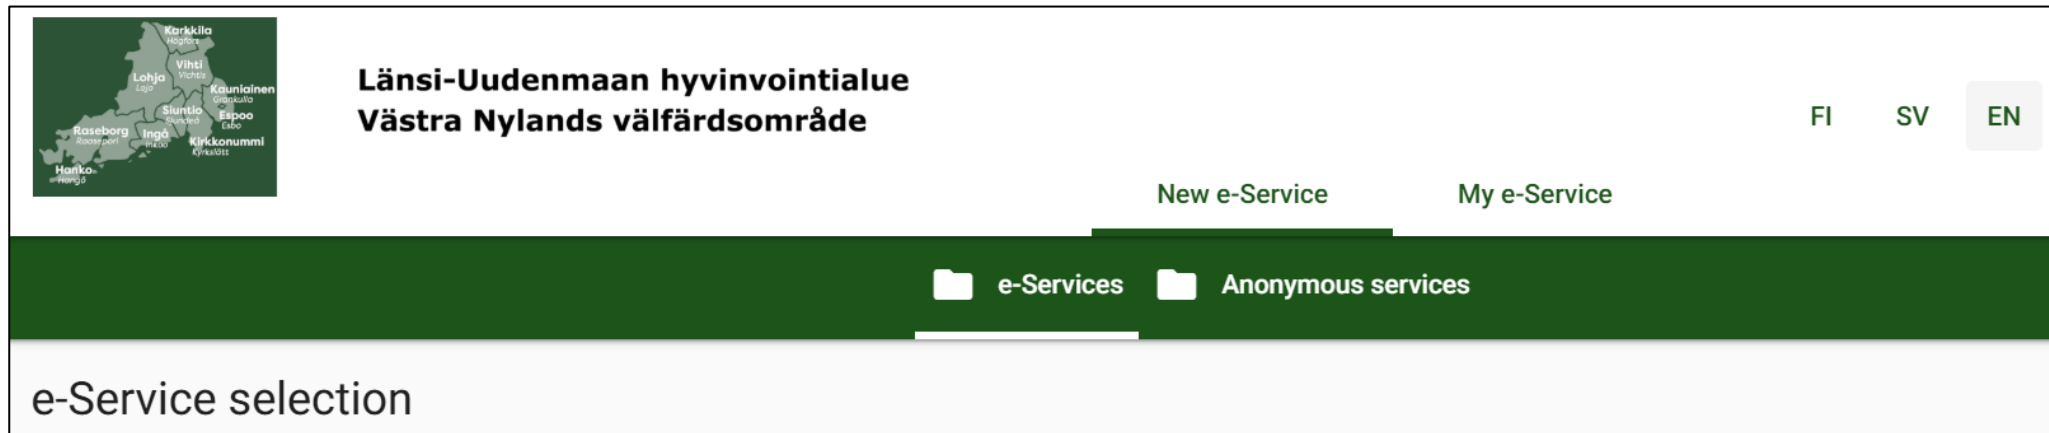 Karkkila
Högfors
Vihti
Vichtis
Lohja
Lojo
Kauniainen
Grankulla
Siuntio
Sjundeå
Espoo
Esbo
Raseborg
Raasepori
Ingå
Inkoo
Kirkkonummi
Kyrkslätt
Hanko
Hangö
Länsi-Uudenmaan hyvinvointialue
Västra Nylands välfärdsområde
FI SV EN
New e-Service My e-Service
e-Services Anonymous services
e-Service selection